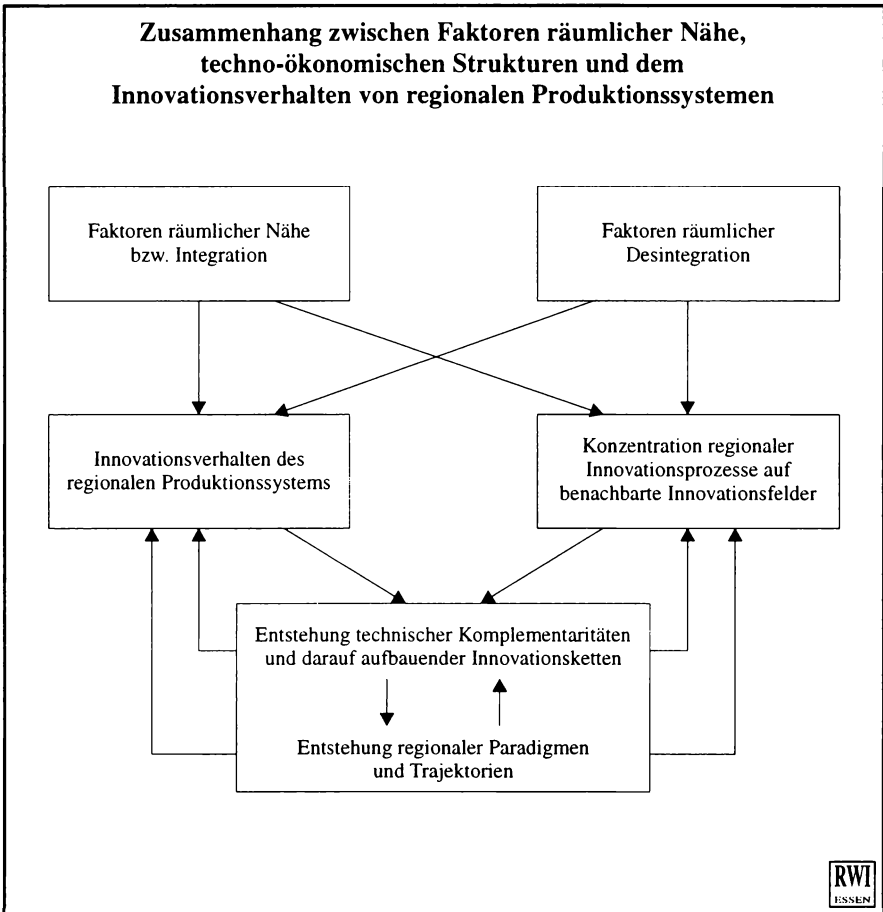 Zusammenhang zwischen Faktoren räumlicher Nähe,
techno-ökonomischen Strukturen und dem
Innovationsverhalten von regionalen Produktionssystemen
Faktoren räumlicher Nähe
bzw. Integration
Faktoren räumlicher
Desintegration
Innovationsverhalten des
regionalen Produktionssystems
Konzentration regionaler
Innovationsprozesse auf
benachbarte Innovationsfelder
Entstehung technischer Komplementaritäten
und darauf aufbauender Innovationsketten
Entstehung regionaler Paradigmen
und Trajektorien
RWI
ESSEN